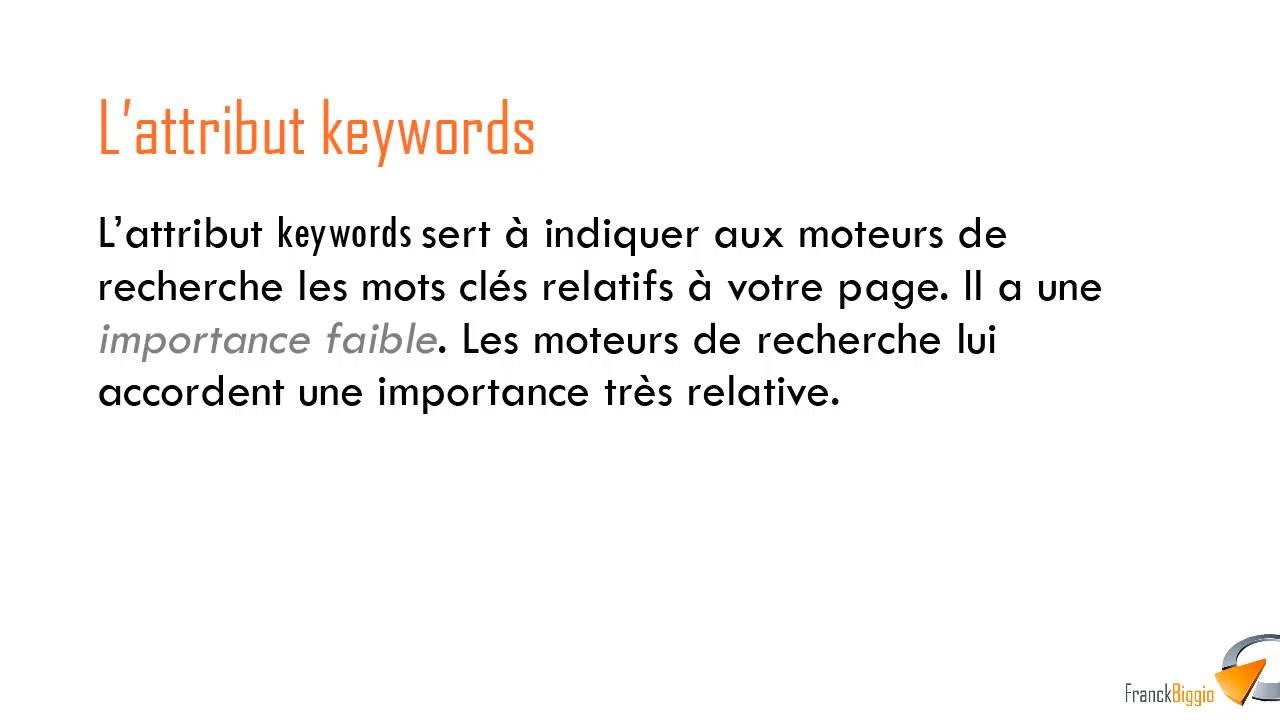 L’attribut keywords
L’attribut keywords sert à indiquer aux moteurs de
recherche les mots clés relatifs à votre page. Il a une
importance faible. Les moteurs de recherche lui
accordent une importance très relative.
FranckBiggio